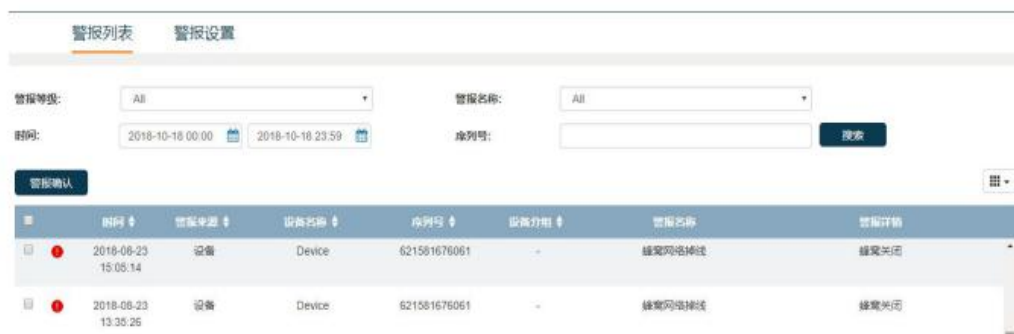 警报列表 警报设置
警报等级: All 警报名称: All
时间: 2018-10-18 00:00 2018-10-18 23:59 序列号: 搜索
警报确认
时间 警报来源 设备名称 序列号 设备分组 警报名称 警报详情
2018-08-23 设备 Device 621581676061 - 蜂窝网络掉线 蜂窝关闭
15:05:14
2018-08-23 设备 Device 621581676061 - 蜂窝网络掉线 蜂窝关闭
13:35:26